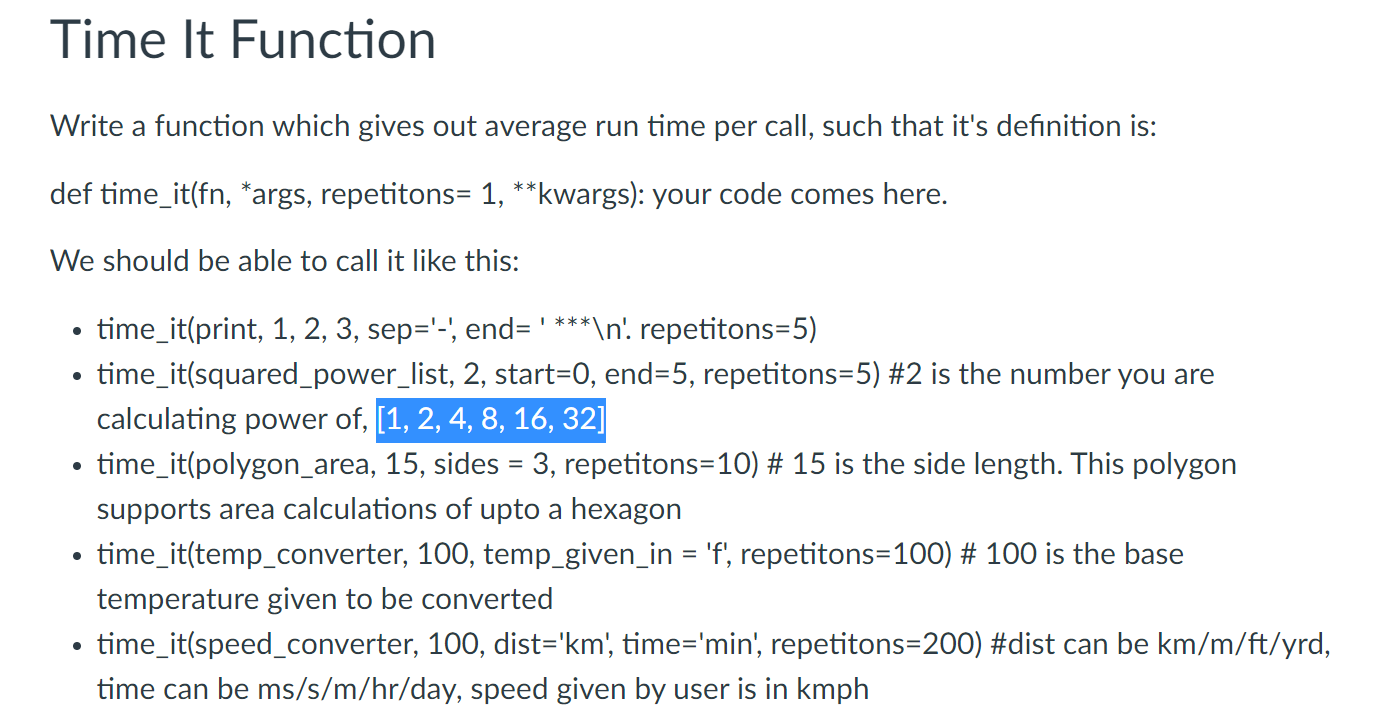 Time It Function
Write a function which gives out average run time per call, such that it's definition is:
def time_it(fn, *args, repetitons= 1, **kwargs): your code comes here.
We should be able to call it like this:
• time_it(print, 1, 2, 3, sep='-', end= ' ***\n'. repetitons=5)
• time_it(squared_power_list, 2, start=0, end=5, repetitons=5) #2 is the number you are
calculating power of, [1, 2, 4, 8, 16, 32]
• time_it(polygon_area, 15, sides = 3, repetitons=10) # 15 is the side length. This polygon
supports area calculations of upto a hexagon
• time_it(temp_converter, 100, temp_given_in = 'f', repetitons=100) # 100 is the base
temperature given to be converted
• time_it(speed_converter, 100, dist='km', time='min', repetitons=200) #dist can be km/m/ft/yrd,
time can be ms/s/m/hr/day, speed given by user is in kmph